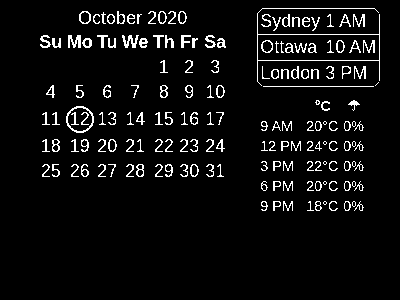 October 2020
Su Mo Tu We Th Fr Sa
1 2 3
4 5 6 7 8 9 10
11 12 13 14 15 16 17
18 19 20 21 22 23 24
25 26 27 28 29 30 31
Sydney 1 AM
Ottawa 10 AM
London 3 PM
°C ☂
9 AM 20°C 0%
12 PM 24°C 0%
3 PM 22°C 0%
6 PM 20°C 0%
9 PM 18°C 0%